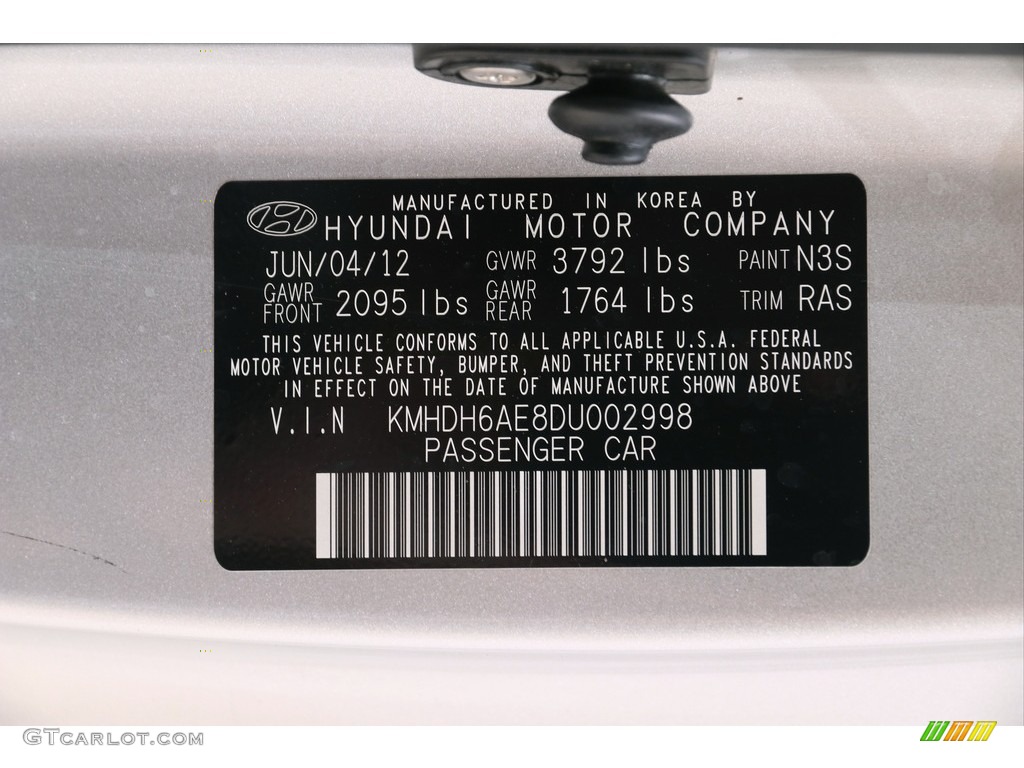 MANUFACTURED IN KOREA BY
HYUNDAI MOTOR COMPANY
JUN/04/12 GVWR 3792 lbs PAINT N3S
GAWR FRONT 2095 lbs GAWR REAR 1764 lbs TRIM RAS
THIS VEHICLE CONFORMS TO ALL APPLICABLE U.S.A. FEDERAL
MOTOR VEHICLE SAFETY, BUMPER, AND THEFT PREVENTION STANDARDS
IN EFFECT ON THE DATE OF MANUFACTURE SHOWN ABOVE
V.I.N KMHDH6AE8DU002998
PASSENGER CAR
GTCARLOT.COM